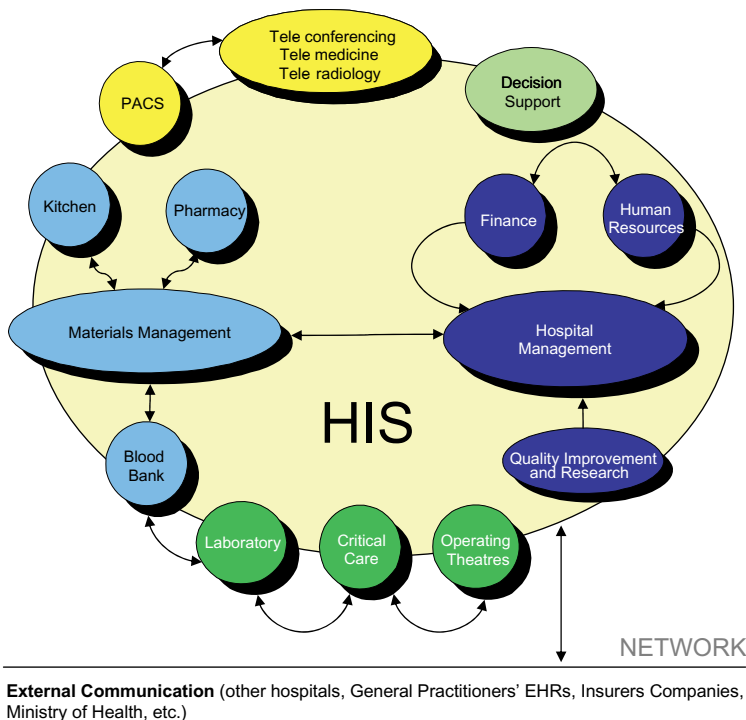 Tele conferencing
Tele medicine
Tele radiology
Decision
Support
PACS
Kitchen
Pharmacy
Finance
Human
Resources
Materials Management
Hospital
Management
HIS
Blood
Bank
Quality Improvement
and Research
Laboratory
Critical
Care
Operating
Theatres
NETWORK
External Communication (other hospitals, General Practitioners’ EHRs, Insurers Companies,
Ministry of Health, etc.)